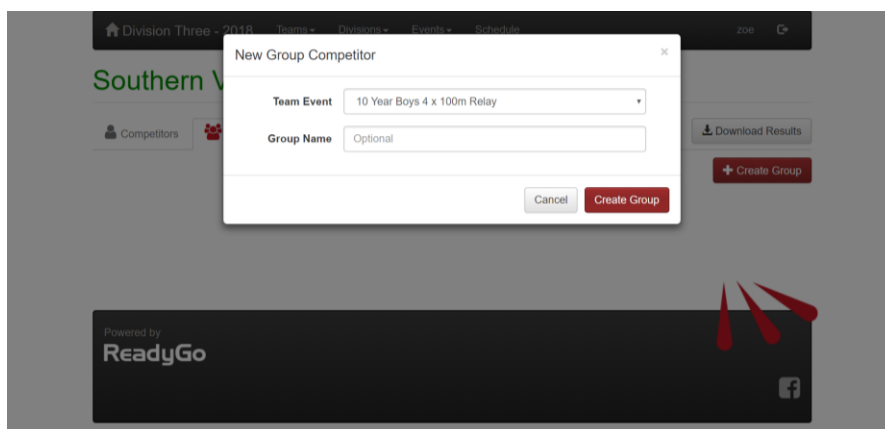 Division Three - 2018 Teams Divisions Events Schedule zoe
New Group Competitor ×
Southern V
Team Event 10 Year Boys 4 x 100m Relay
Competitors Download Results
Group Name Optional
+ Create Group
Cancel Create Group
Powered by
ReadyGo
f